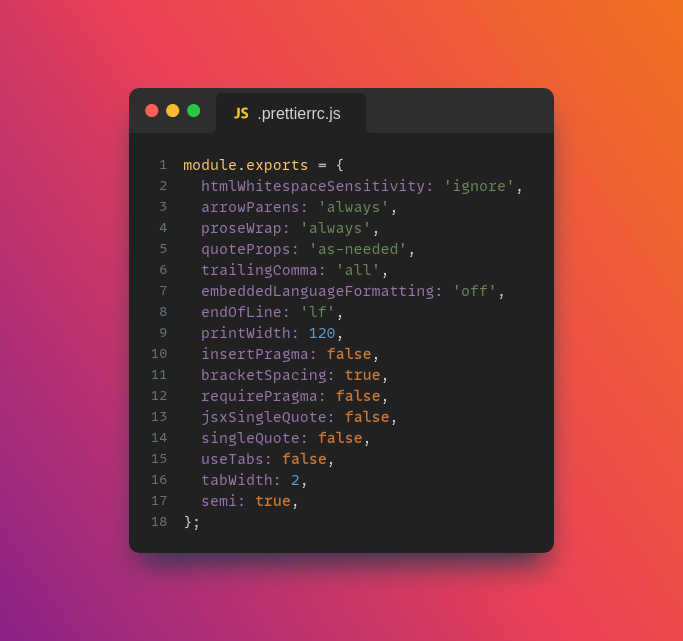 JS .prettierrc.js
1 module.exports = {
2   htmlWhitespaceSensitivity: 'ignore',
3   arrowParens: 'always',
4   proseWrap: 'always',
5   quoteProps: 'as-needed',
6   trailingComma: 'all',
7   embeddedLanguageFormatting: 'off',
8   endOfLine: 'lf',
9   printWidth: 120,
10   insertPragma: false,
11   bracketSpacing: true,
12   requirePragma: false,
13   jsxSingleQuote: false,
14   singleQuote: false,
15   useTabs: false,
16   tabWidth: 2,
17   semi: true,
18 };